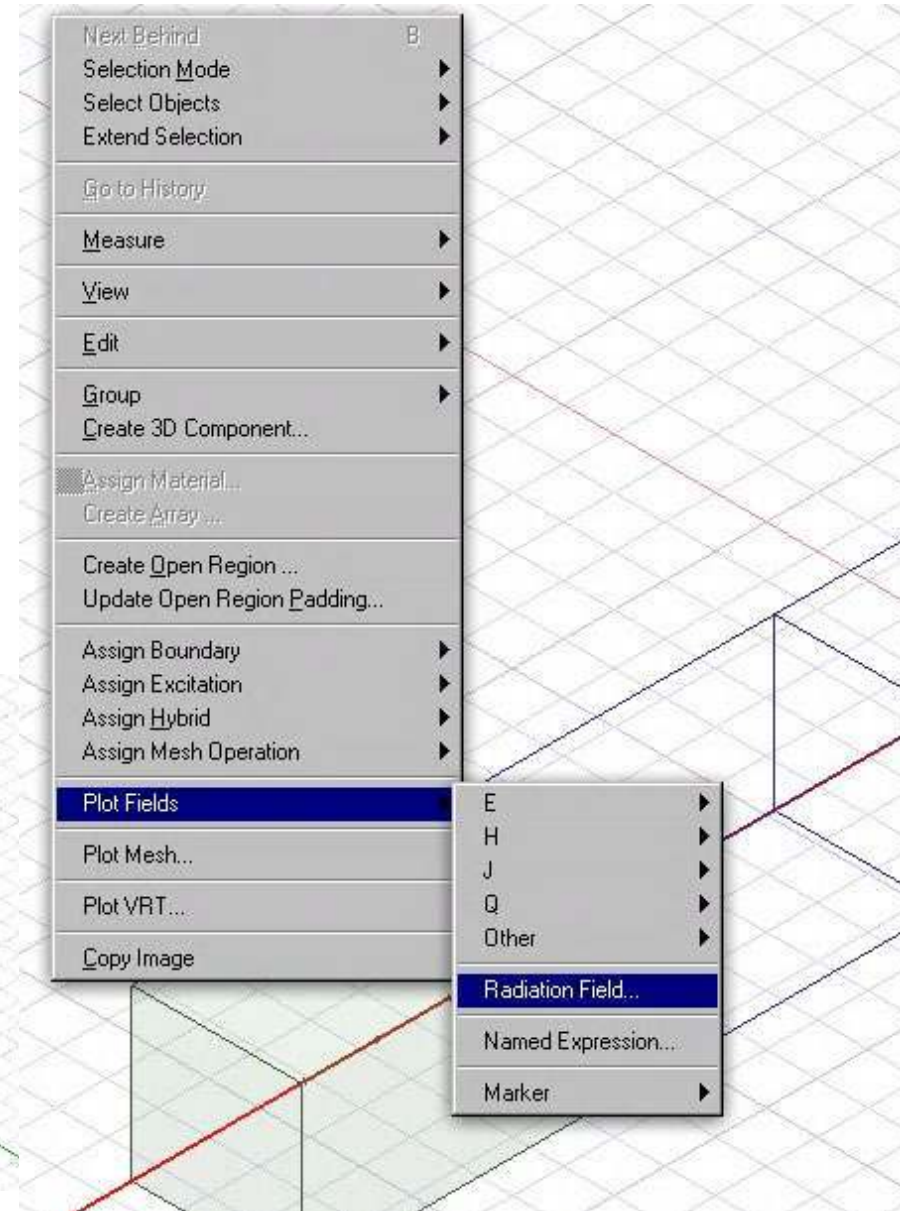 Next Behind B
Selection Mode
Select Objects
Extend Selection
Go to History
Measure
View
Edit
Group
Create 3D Component...
Assign Material...
Create Array ...
Create Open Region ...
Update Open Region Padding...
Assign Boundary
Assign Excitation
Assign Hybrid
Assign Mesh Operation
Plot Fields
Plot Mesh...
Plot VRT...
Copy Image
E
H
J
Q
Other
Radiation Field...
Named Expression...
Marker